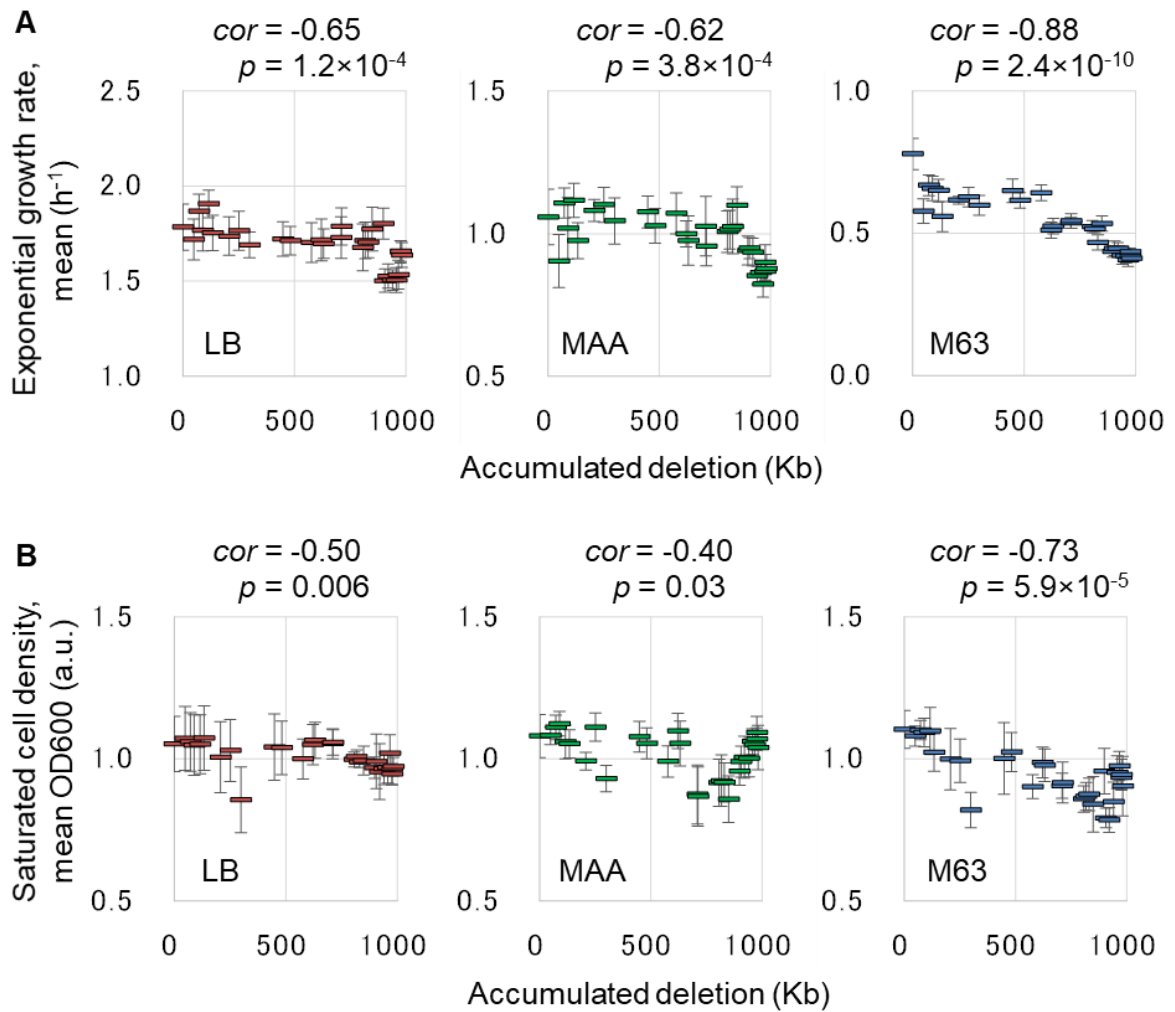 A
cor = -0.65
p = 1.2×10-4
cor = -0.62
p = 3.8×10-4
cor = -0.88
p = 2.4×10-10
Exponential growth rate,
mean (h-1)
2.5
2.0
1.5
1.0
LB
0 500 1000
1.5
1.0
0.5
MAA
0 500 1000
1.0
0.5
0.0
M63
0 500 1000
Accumulated deletion (Kb)
B
cor = -0.50
p = 0.006
cor = -0.40
p = 0.03
cor = -0.73
p = 5.9×10-5
Saturated cell density,
mean OD600 (a.u.)
1.5
1.0
0.5
LB
0 500 1000
1.5
1.0
0.5
MAA
0 500 1000
1.5
1.0
0.5
M63
0 500 1000
Accumulated deletion (Kb)